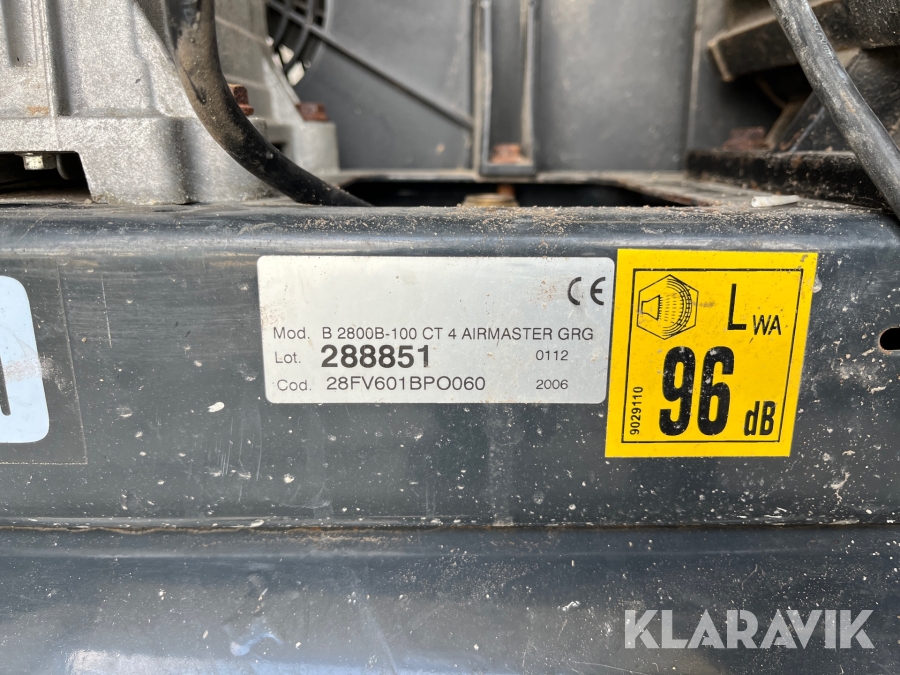 CE
Mod. B 2800B-100 CT 4 AIRMASTER GRG
Lot. 288851 0112
Cod. 28FV601BPO060 2006
LWA
96 dB
9029110
KLARAVIK